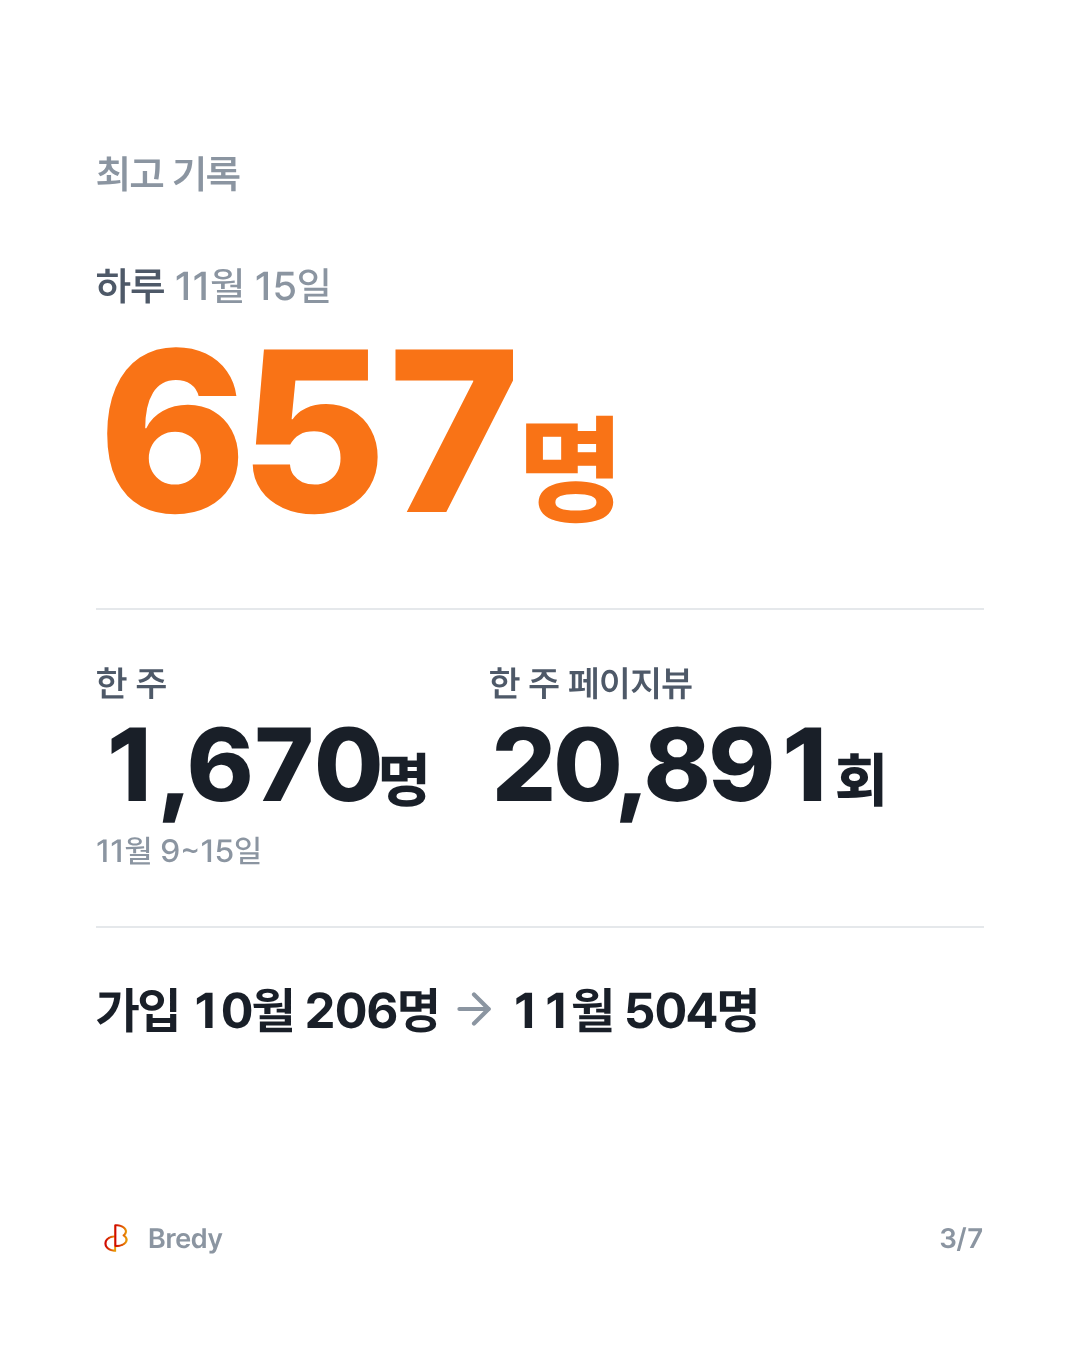 최고 기록
하루 11월 15일
657명
한 주
1,670명
11월 9~15일
한 주 페이지뷰
20,891회
가입 10월 206명 → 11월 504명
Bredy
3/7